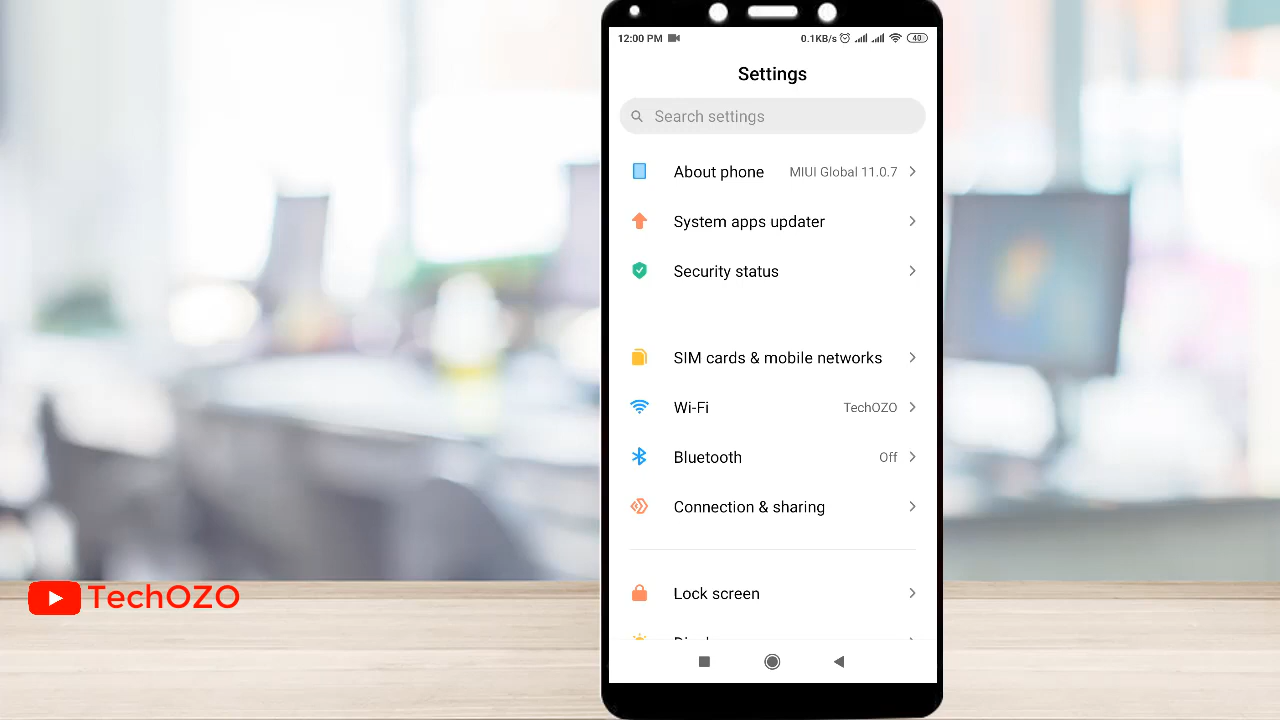 12:00 PM 0.1KB/s 40
Settings
Search settings
About phone MIUI Global 11.0.7
System apps updater
Security status
SIM cards & mobile networks
Wi-Fi TechOZO
Bluetooth Off
Connection & sharing
Lock screen
TechOZO